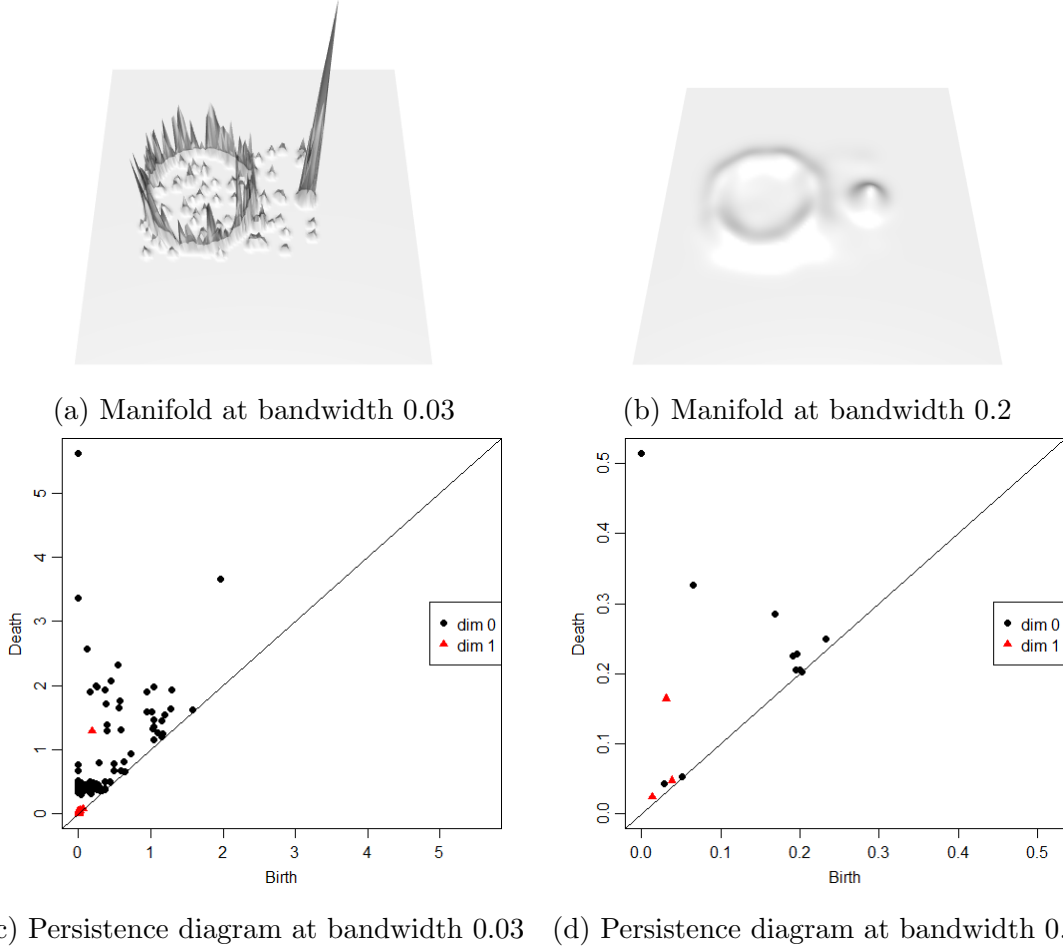 (a) Manifold at bandwidth 0.03
(b) Manifold at bandwidth 0.2
5
4
3
2
1
0
Death
0 1 2 3 4 5
Birth
dim 0
dim 1
0.5
0.4
0.3
0.2
0.1
0.0
Death
0.0 0.1 0.2 0.3 0.4 0.5
Birth
dim 0
dim 1
c) Persistence diagram at bandwidth 0.03
(d) Persistence diagram at bandwidth 0.